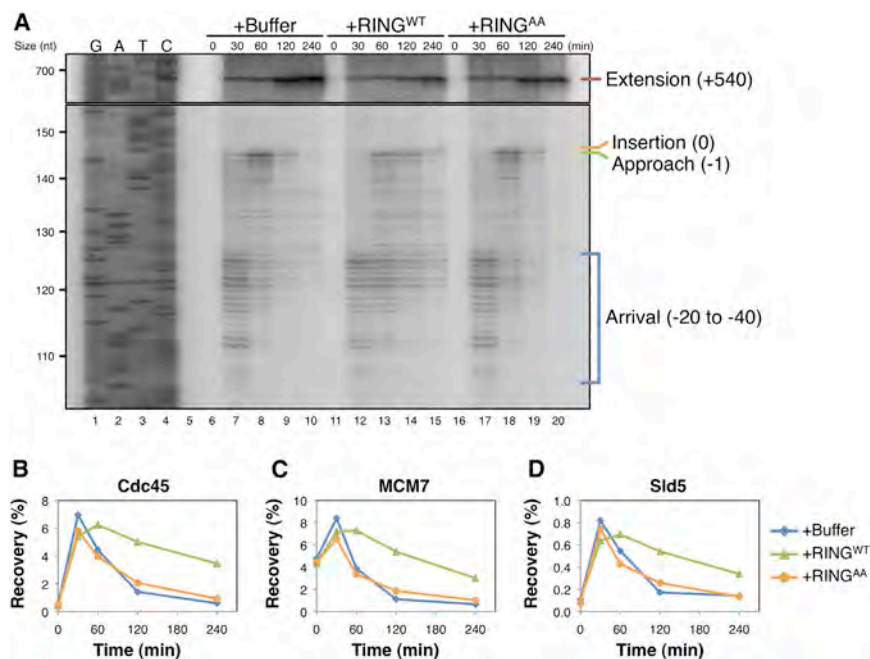 A
+Buffer +RING^WT +RING^AA
Size (nt) G A T C 0 30 60 120 240 0 30 60 120 240 0 30 60 120 240 (min)
700
Extension (+540)
150
Insertion (0)
Approach (-1)
140
130
120
Arrival (-20 to -40)
110
1 2 3 4 5 6 7 8 9 10 11 12 13 14 15 16 17 18 19 20
B C D
Cdc45 MCM7 Sld5
Recovery (%) Recovery (%) Recovery (%)
8 10 1.0
6 8 0.8
4 6 0.6
2 4 0.4
0 2 0.2
0 0.0
0 60 120 180 240 0 60 120 180 240 0 60 120 180 240
Time (min) Time (min) Time (min)
+Buffer
+RING^WT
+RING^AA